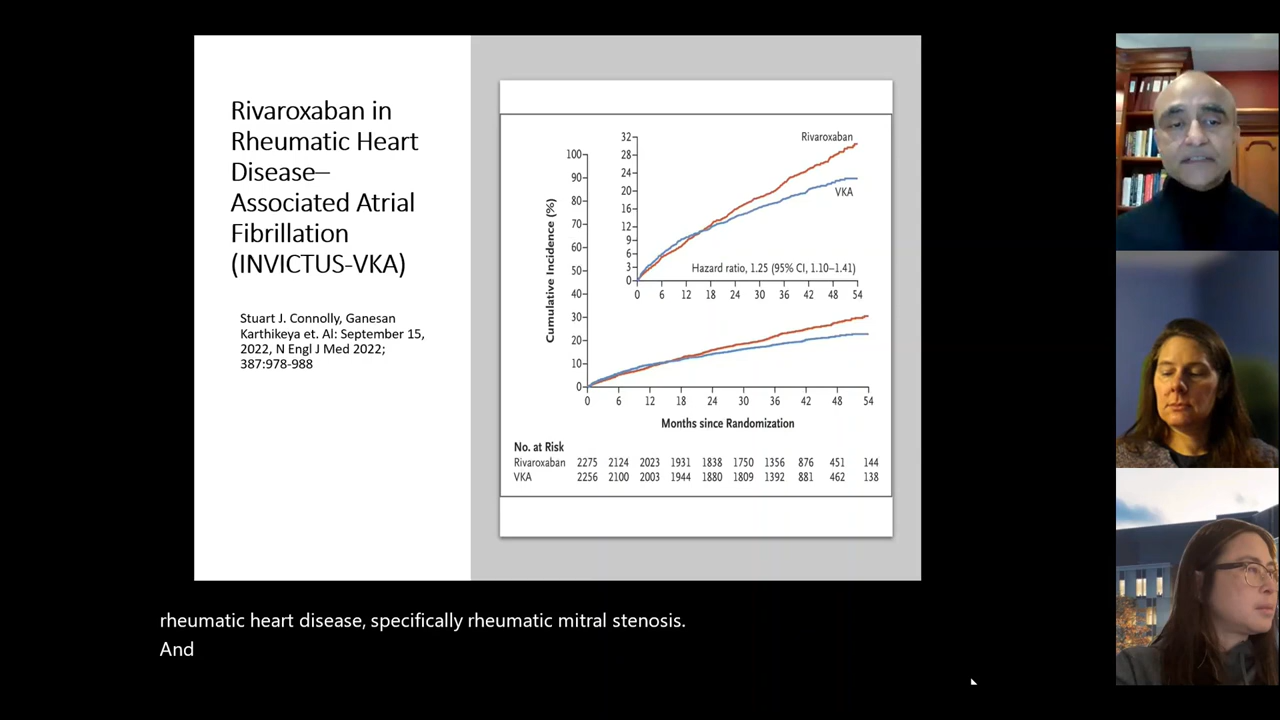 Rivaroxaban in
Rheumatic Heart
Disease–
Associated Atrial
Fibrillation
(INVICTUS-VKA)
Stuart J. Connolly, Ganesan
Karthikeya et. Al: September 15,
2022, N Engl J Med 2022;
387:978-988
Cumulative Incidence (%)
100
90
80
70
60
50
40
30
20
10
0
32
28
24
20
16
12
9
6
3
0
Rivaroxaban
VKA
Hazard ratio, 1.25 (95% CI, 1.10–1.41)
0 6 12 18 24 30 36 42 48 54
0 6 12 18 24 30 36 42 48 54
Months since Randomization
No. at Risk
Rivaroxaban 2275 2124 2023 1931 1838 1750 1356 876 451 144
VKA 2256 2100 2003 1944 1880 1809 1392 881 462 138
rheumatic heart disease, specifically rheumatic mitral stenosis.
And